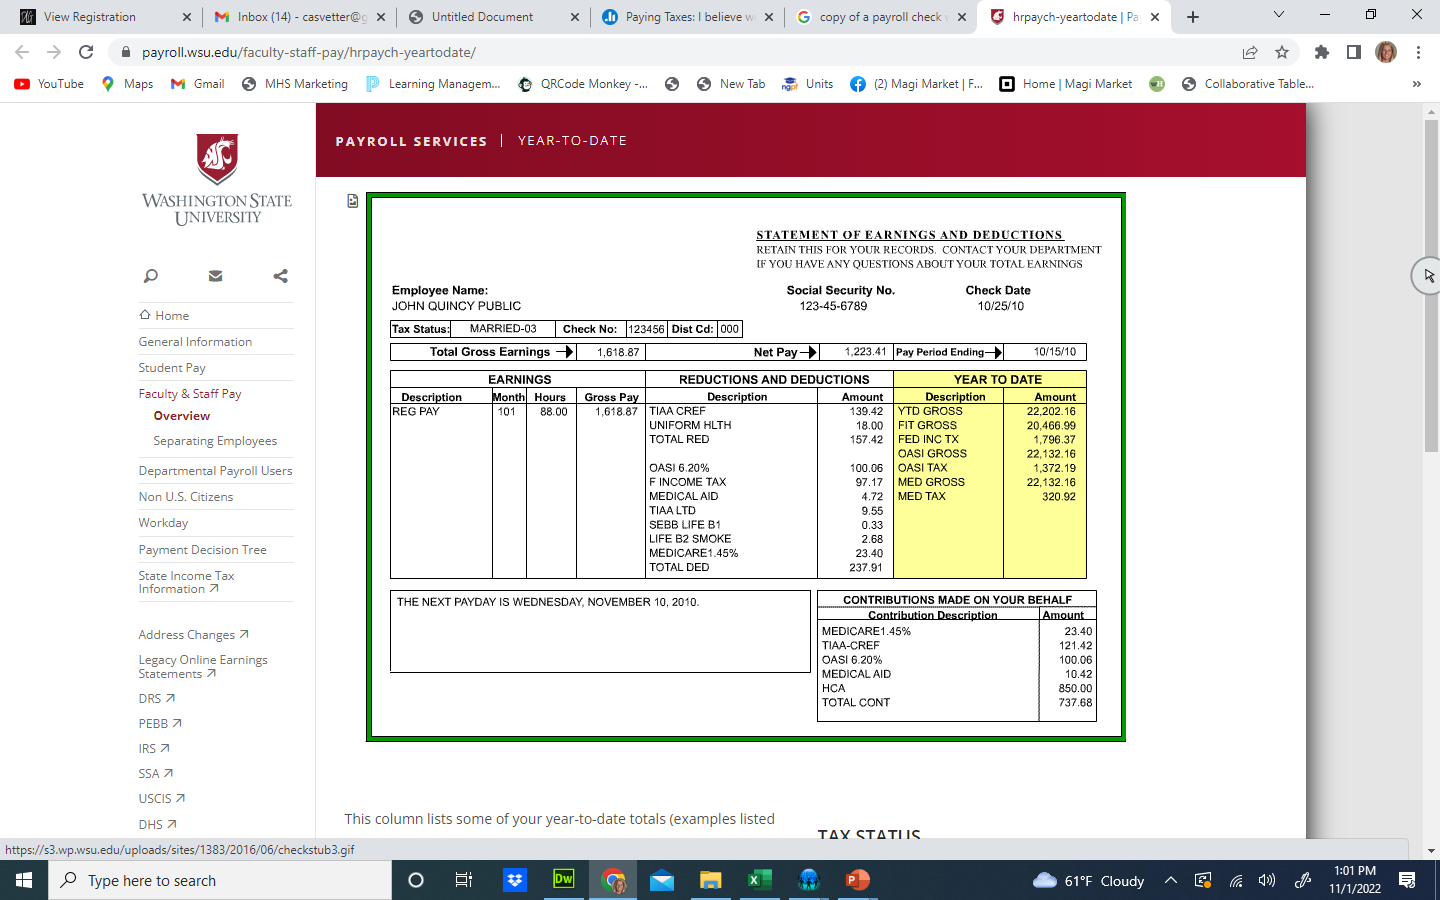 View Registration
Inbox (14) - casvetter@g
Untitled Document
Paying Taxes: I believe w
copy of a payroll check
hrpaych-yeartodate | Pa
payroll.wsu.edu/faculty-staff-pay/hrpaych-yeartodate/
YouTube Maps Gmail MHS Marketing Learning Managem... QRCode Monkey -... New Tab Units (2) Magi Market | F... Home | Magi Market Collaborative Table... »
WASHINGTON STATE
UNIVERSITY
Home
General Information
Student Pay
Faculty & Staff Pay
Overview
Separating Employees
Departmental Payroll Users
Non U.S. Citizens
Workday
Payment Decision Tree
State Income Tax
Information
Address Changes
Legacy Online Earnings
Statements
DRS
PEBB
IRS
SSA
USCIS
DHS
PAYROLL SERVICES | YEAR-TO-DATE
STATEMENT OF EARNINGS AND DEDUCTIONS
RETAIN THIS FOR YOUR RECORDS. CONTACT YOUR DEPARTMENT
IF YOU HAVE ANY QUESTIONS ABOUT YOUR TOTAL EARNINGS
Employee Name: Social Security No. Check Date
JOHN QUINCY PUBLIC 123-45-6789 10/25/10
Tax Status: MARRIED-03 Check No: 123456 Dist Cd: 000
Total Gross Earnings 1,618.87 Net Pay 1,223.41 Pay Period Ending 10/15/10
EARNINGS REDUCTIONS AND DEDUCTIONS YEAR TO DATE
Description Month Hours Gross Pay Description Amount Description Amount
REG PAY 101 88.00 1,618.87 TIAA CREF 139.42 YTD GROSS 22,202.16
UNIFORM HLTH 18.00 FIT GROSS 20,466.99
TOTAL RED 157.42 FED INC TX 1,796.37
OASI GROSS 22,132.16
OASI 6.20% 100.06 OASI TAX 1,372.19
F INCOME TAX 97.17 MED GROSS 22,132.16
MEDICAL AID 4.72 MED TAX 320.92
TIAA LTD 9.55
SEBB LIFE B1 0.33
LIFE B2 SMOKE 2.68
MEDICARE1.45% 23.40
TOTAL DED 237.91
THE NEXT PAYDAY IS WEDNESDAY, NOVEMBER 10, 2010.
CONTRIBUTIONS MADE ON YOUR BEHALF
Contribution Description Amount
MEDICARE1.45% 23.40
TIAA-CREF 121.42
OASI 6.20% 100.06
MEDICAL AID 10.42
HCA 850.00
TOTAL CONT 737.68
This column lists some of your year-to-date totals (examples listed
TAX STATUS
https://s3.wp.wsu.edu/uploads/sites/1383/2016/06/checkstub3.gif
Type here to search
Dw
61°F Cloudy
1:01 PM
11/1/2022